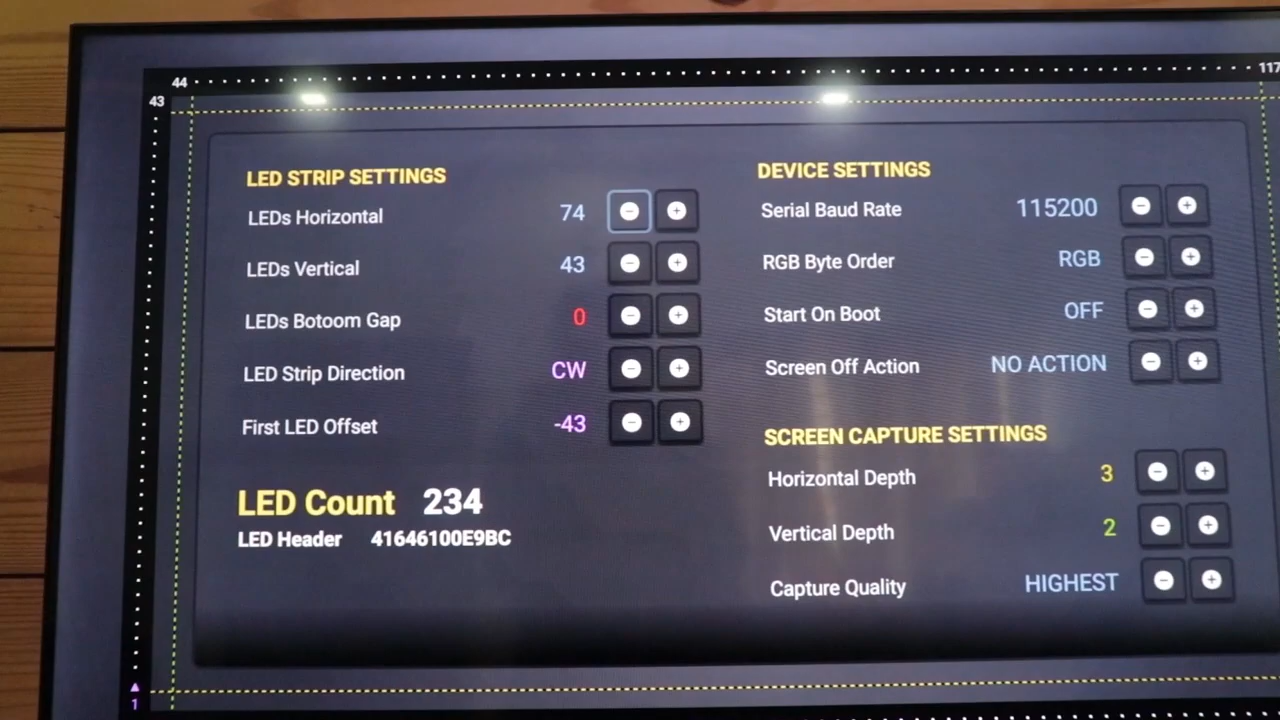 44
117
43
LED STRIP SETTINGS
LEDs Horizontal 74
LEDs Vertical 43
LEDs Botoom Gap 0
LED Strip Direction CW
First LED Offset -43
LED Count 234
LED Header 41646100E9BC
DEVICE SETTINGS
Serial Baud Rate 115200
RGB Byte Order RGB
Start On Boot OFF
Screen Off Action NO ACTION
SCREEN CAPTURE SETTINGS
Horizontal Depth 3
Vertical Depth 2
Capture Quality HIGHEST
1